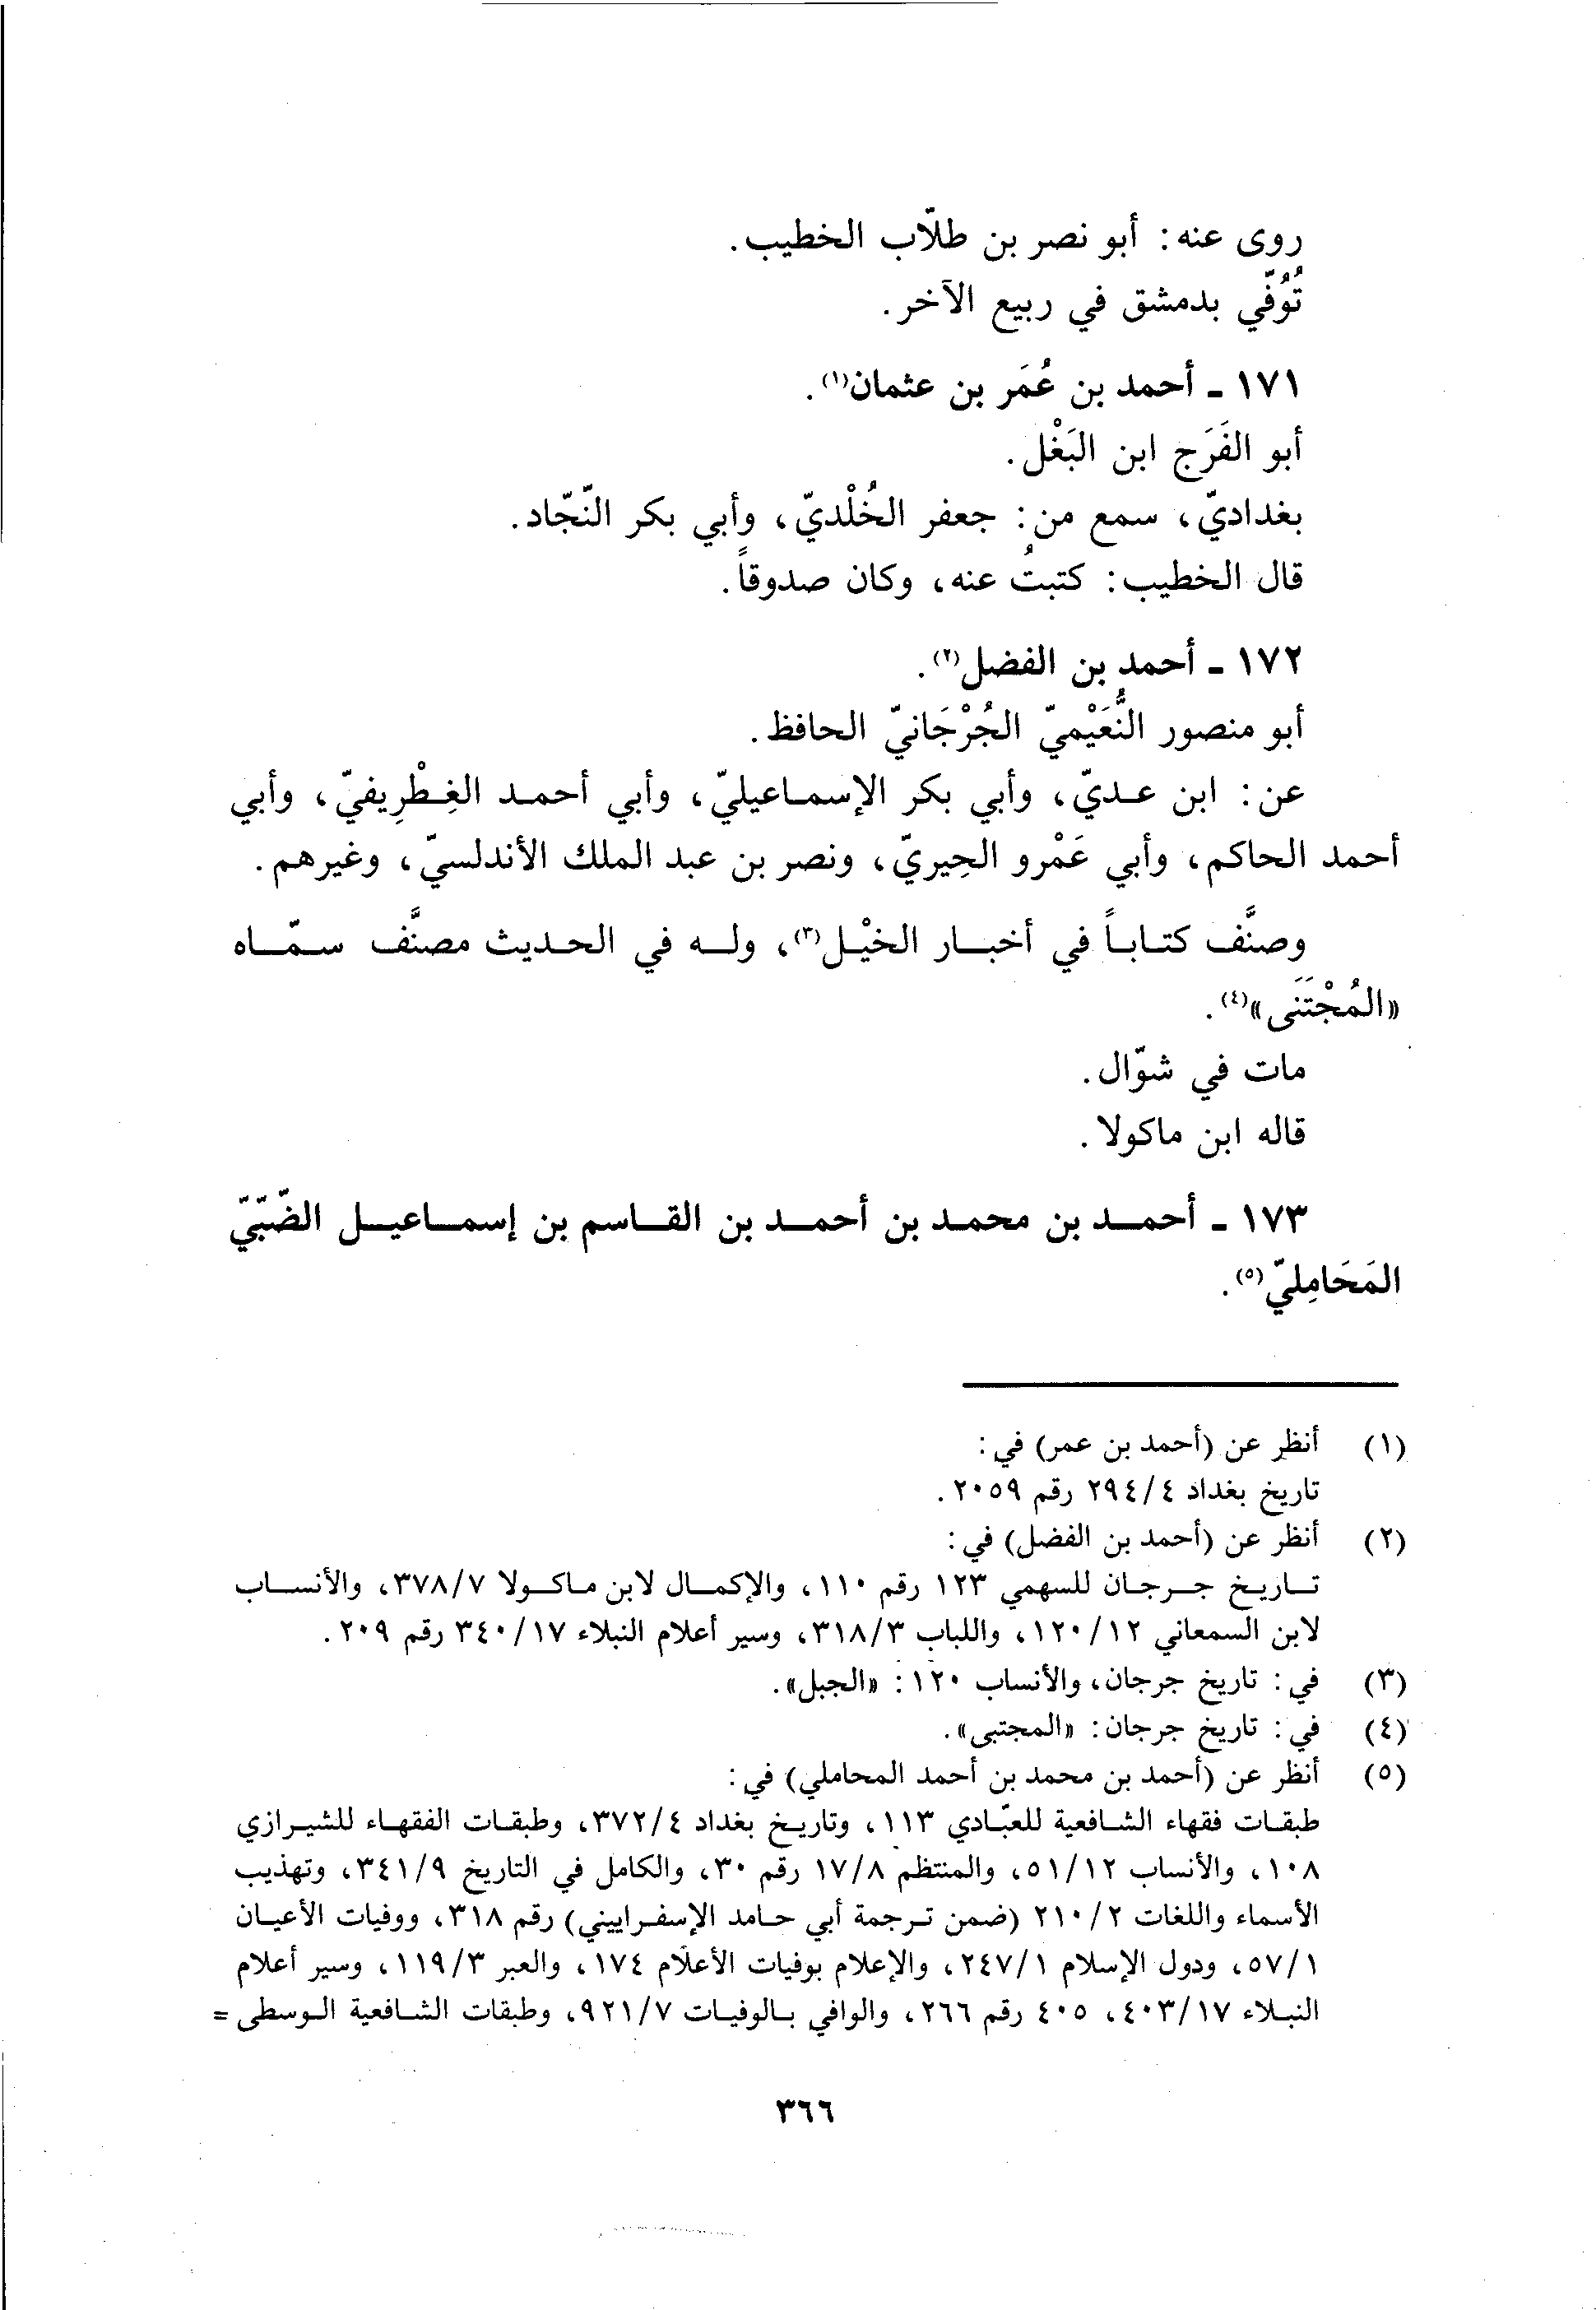 روى عنه: أبو نصر بن طلّاب الخطيب.
تُوُفّي بدمشق في ربيع الآخر.
١٧١ ـ أحمد بن عُمَر بن عثمان(١).
أبو الفَرَج ابن البَغْل.
بغداديّ، سمع من: جعفر الخُلْديّ، وأبي بكر النّجّاد.
قال الخطيب: كتبتُ عنه، وكان صدوقاً.
١٧٢ ـ أحمد بن الفضل(٢).
أبو منصور النُّعَيْميّ الجُرْجَانيّ الحافظ.
عن: ابن عديّ، وأبي بكر الإسماعيليّ، وأبي أحمد الغِطْرِيفيّ، وأبي
أحمد الحاكم، وأبي عَمْرو الحِيريّ، ونصر بن عبد الملك الأندلسيّ، وغيرهم.
وصنَّف كتاباً في أخبار الخيْل(٣)، وله في الحديث مصنَّف سمّاه
«المُجْتَنَى»(٤).
مات في شوّال.
قاله ابن ماكولا.
١٧٣ ـ أحمد بن محمد بن أحمد بن القاسم بن إسماعيل الضّبّيّ
المَحَامِليّ(٥).
(١) أنظر عن (أحمد بن عمر) في:
تاريخ بغداد ٢٩٤/٤ رقم ٢٠٥٩.
(٢) أنظر عن (أحمد بن الفضل) في:
تاريخ جرجان للسهمي ١٢٣ رقم ١١٠، والإكمال لابن ماكولا ٣٧٨/٧، والأنساب
لابن السمعاني ١٢٠/١٢، واللباب ٣١٨/٣، وسير أعلام النبلاء ٣٤٠/١٧ رقم ٢٠٩.
(٣) في: تاريخ جرجان، والأنساب ١٢٠: «الجبل».
(٤) في: تاريخ جرجان: «المجتبى».
(٥) أنظر عن (أحمد بن محمد بن أحمد المحاملي) في:
طبقات فقهاء الشافعية للعبّادي ١١٣، وتاريخ بغداد ٣٧٢/٤، وطبقات الفقهاء للشيرازي
١٠٨، والأنساب ٥١/١٢، والمنتظم ١٧/٨ رقم ٣٠، والكامل في التاريخ ٣٤١/٩، وتهذيب
الأسماء واللغات ٢١٠/٢ (ضمن ترجمة أبي حامد الإسفراييني) رقم ٣١٨، ووفيات الأعيان
٥٧/١، ودول الإسلام ٢٤٧/١، والإعلام بوفيات الأعلام ١٧٤، والعبر ١١٩/٣، وسير أعلام
النبلاء ٤٠٣/١٧، ٤٠٥ رقم ٢٦٦، والوافي بالوفيات ٩٢١/٧، وطبقات الشافعية الوسطى =
٣٦٦